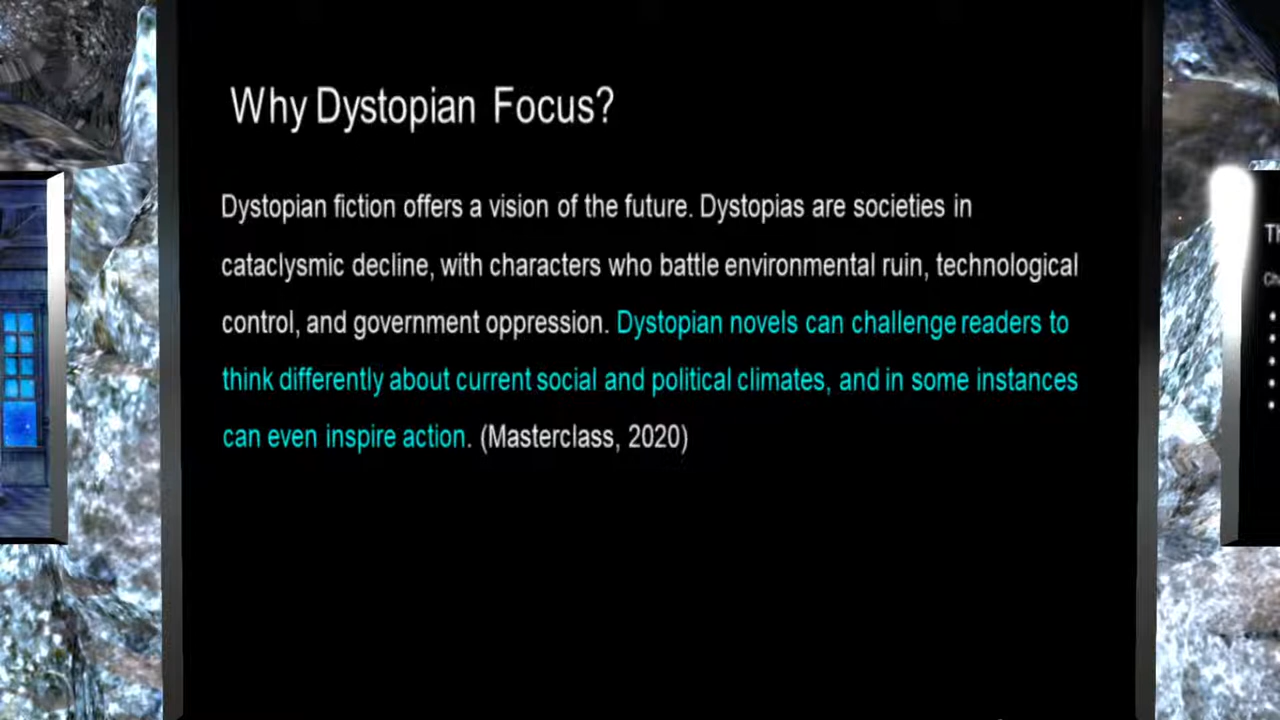 Why Dystopian Focus?
Dystopian fiction offers a vision of the future. Dystopias are societies in
cataclysmic decline, with characters who battle environmental ruin, technological
control, and government oppression. Dystopian novels can challenge readers to
think differently about current social and political climates, and in some instances
can even inspire action. (Masterclass, 2020)